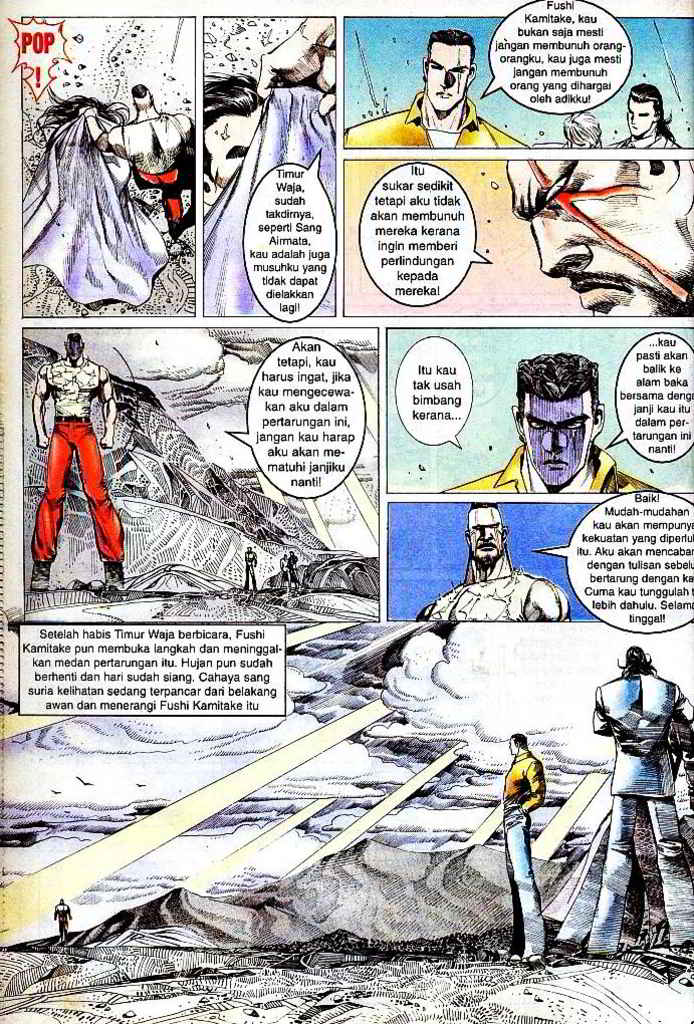 POP
!
Timur
Waja,
sudah
takdirnya,
seperti Sang
Airmata,
kau adalah juga
musuhku yang
tidak dapat
dielakkan
lagi!
Fushi
Kamitake, kau
bukan saja mesti
jangan membunuh orang-
orangku, kau juga mesti
jangan membunuh
orang yang dihargai
oleh adikku!
Itu
sukar sedikit
tetapi aku tidak
akan membunuh
mereka kerana
ingin memberi
perlindungan
kepada
mereka!
Akan
tetapi, kau
harus ingat, jika
kau mengecewa-
kan aku dalam
pertarungan ini,
jangan kau harap
aku akan me-
matuhi janjiku
nanti!
Itu kau
tak usah
bimbang
kerana...
...kau
pasti akan
balik ke
alam baka
bersama denga
janji kau itu
dalam per-
tarungan ini
nanti!
Baik!
Mudah-mudahan
kau akan mempunya
kekuatan yang diperlu
itu. Aku akan mencabar
dengan tulisan sebelu
bertarung dengan ka
Cuma kau tunggulah t
lebih dahulu.
tinggal!
Setelah habis Timur Waja berbicara, Fushi
Kamitake pun membuka langkah dan meninggal-
kan medan pertarungan itu. Hujan pun sudah
berhenti dan hari sudah siang. Cahaya sang
suria kelihatan sedang terpancar dari belakang
awan dan menerangi Fushi Kamitake itu